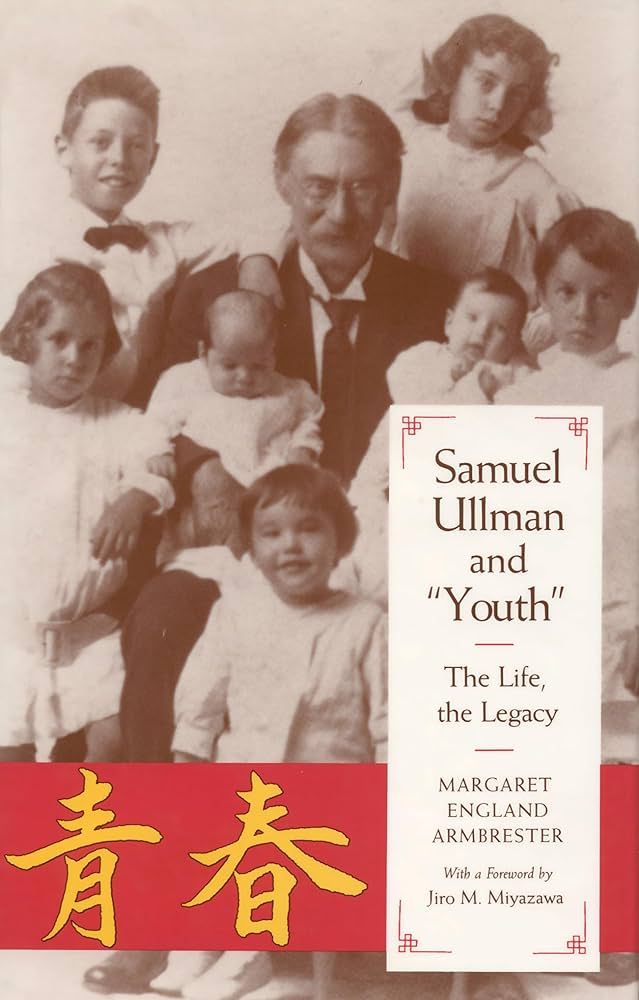 Samuel
Ullman
and
“Youth”
The Life,
the Legacy
MARGARET
ENGLAND
ARMBRESTER
With a Foreword by
Jiro M. Miyazawa
青春